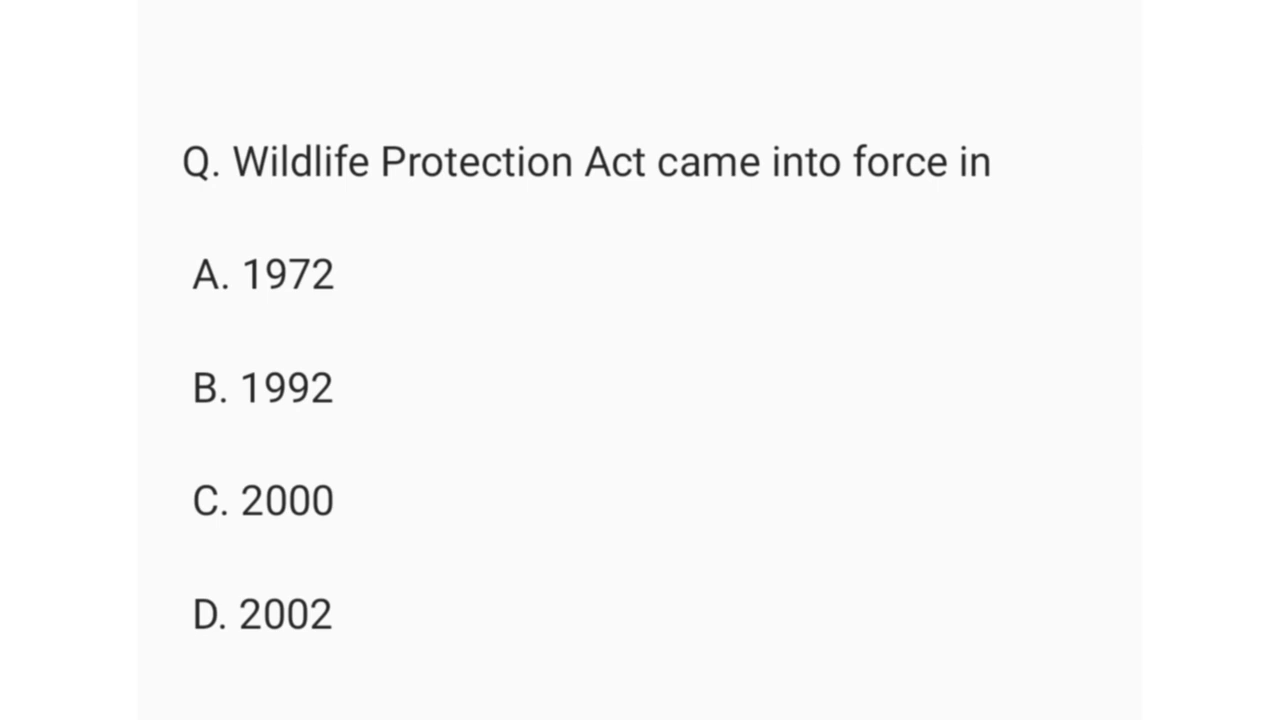 Q. Wildlife Protection Act came into force in
A. 1972
B. 1992
C. 2000
D. 2002